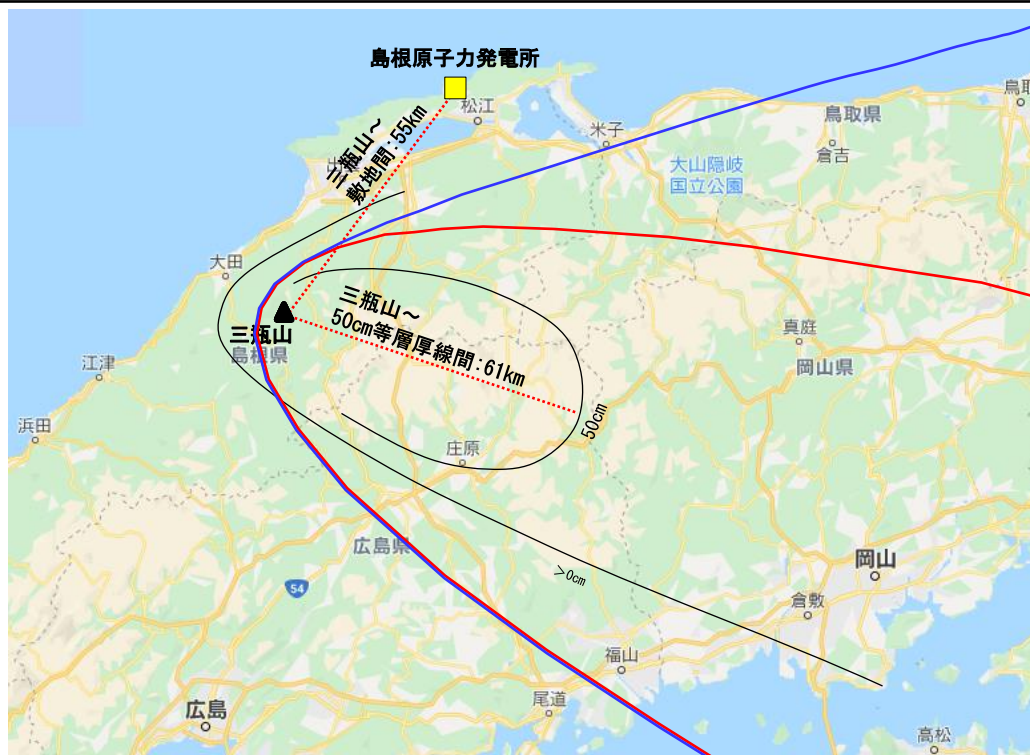 島根原子力発電所
松江
鳥取県
米子
倉吉
三瓶山～
敷地間:55km
大山隠岐
国立公園
大田
三瓶山～
50cm等層厚線間:61km
三瓶山
島根県
真庭
岡山県
江津
浜田
50cm
庄原
広島県
岡山
>0cm
54
倉敷
福山
尾道
広島
高松